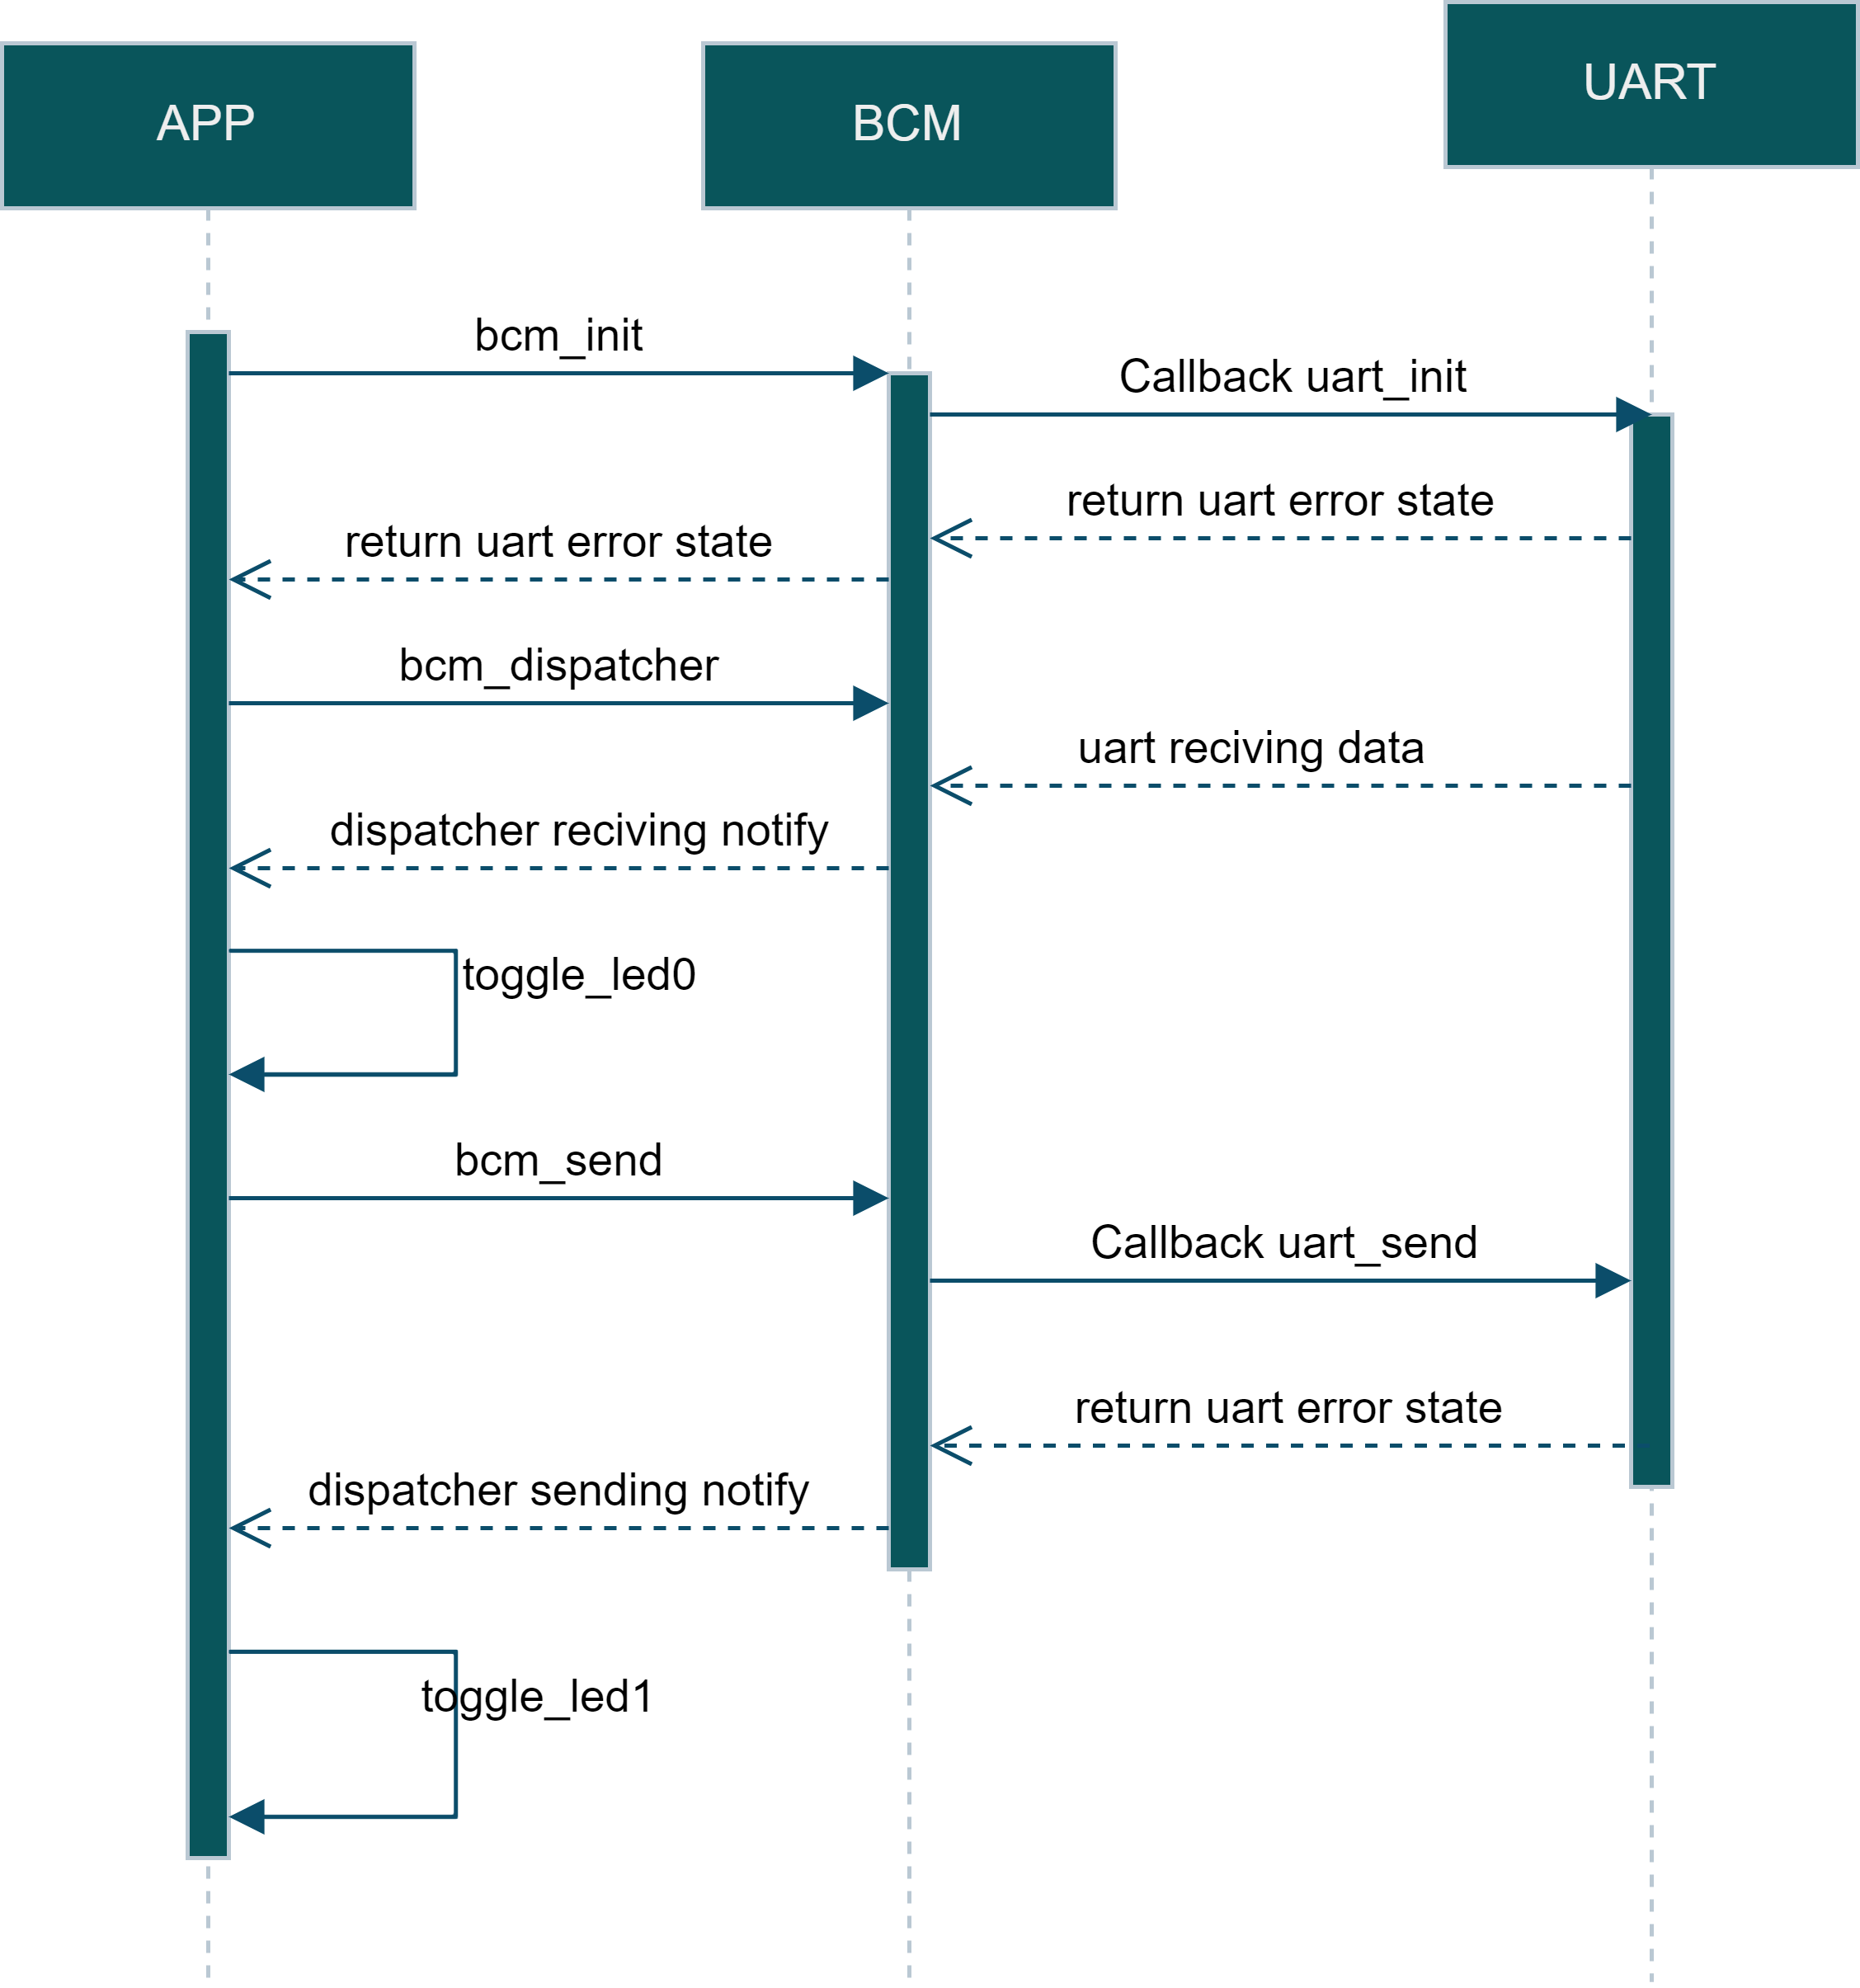 APP
BCM
UART
bcm_init
Callback uart_init
return uart error state
return uart error state
bcm_dispatcher
uart reciving data
dispatcher reciving notify
toggle_led0
bcm_send
Callback uart_send
return uart error state
dispatcher sending notify
toggle_led1